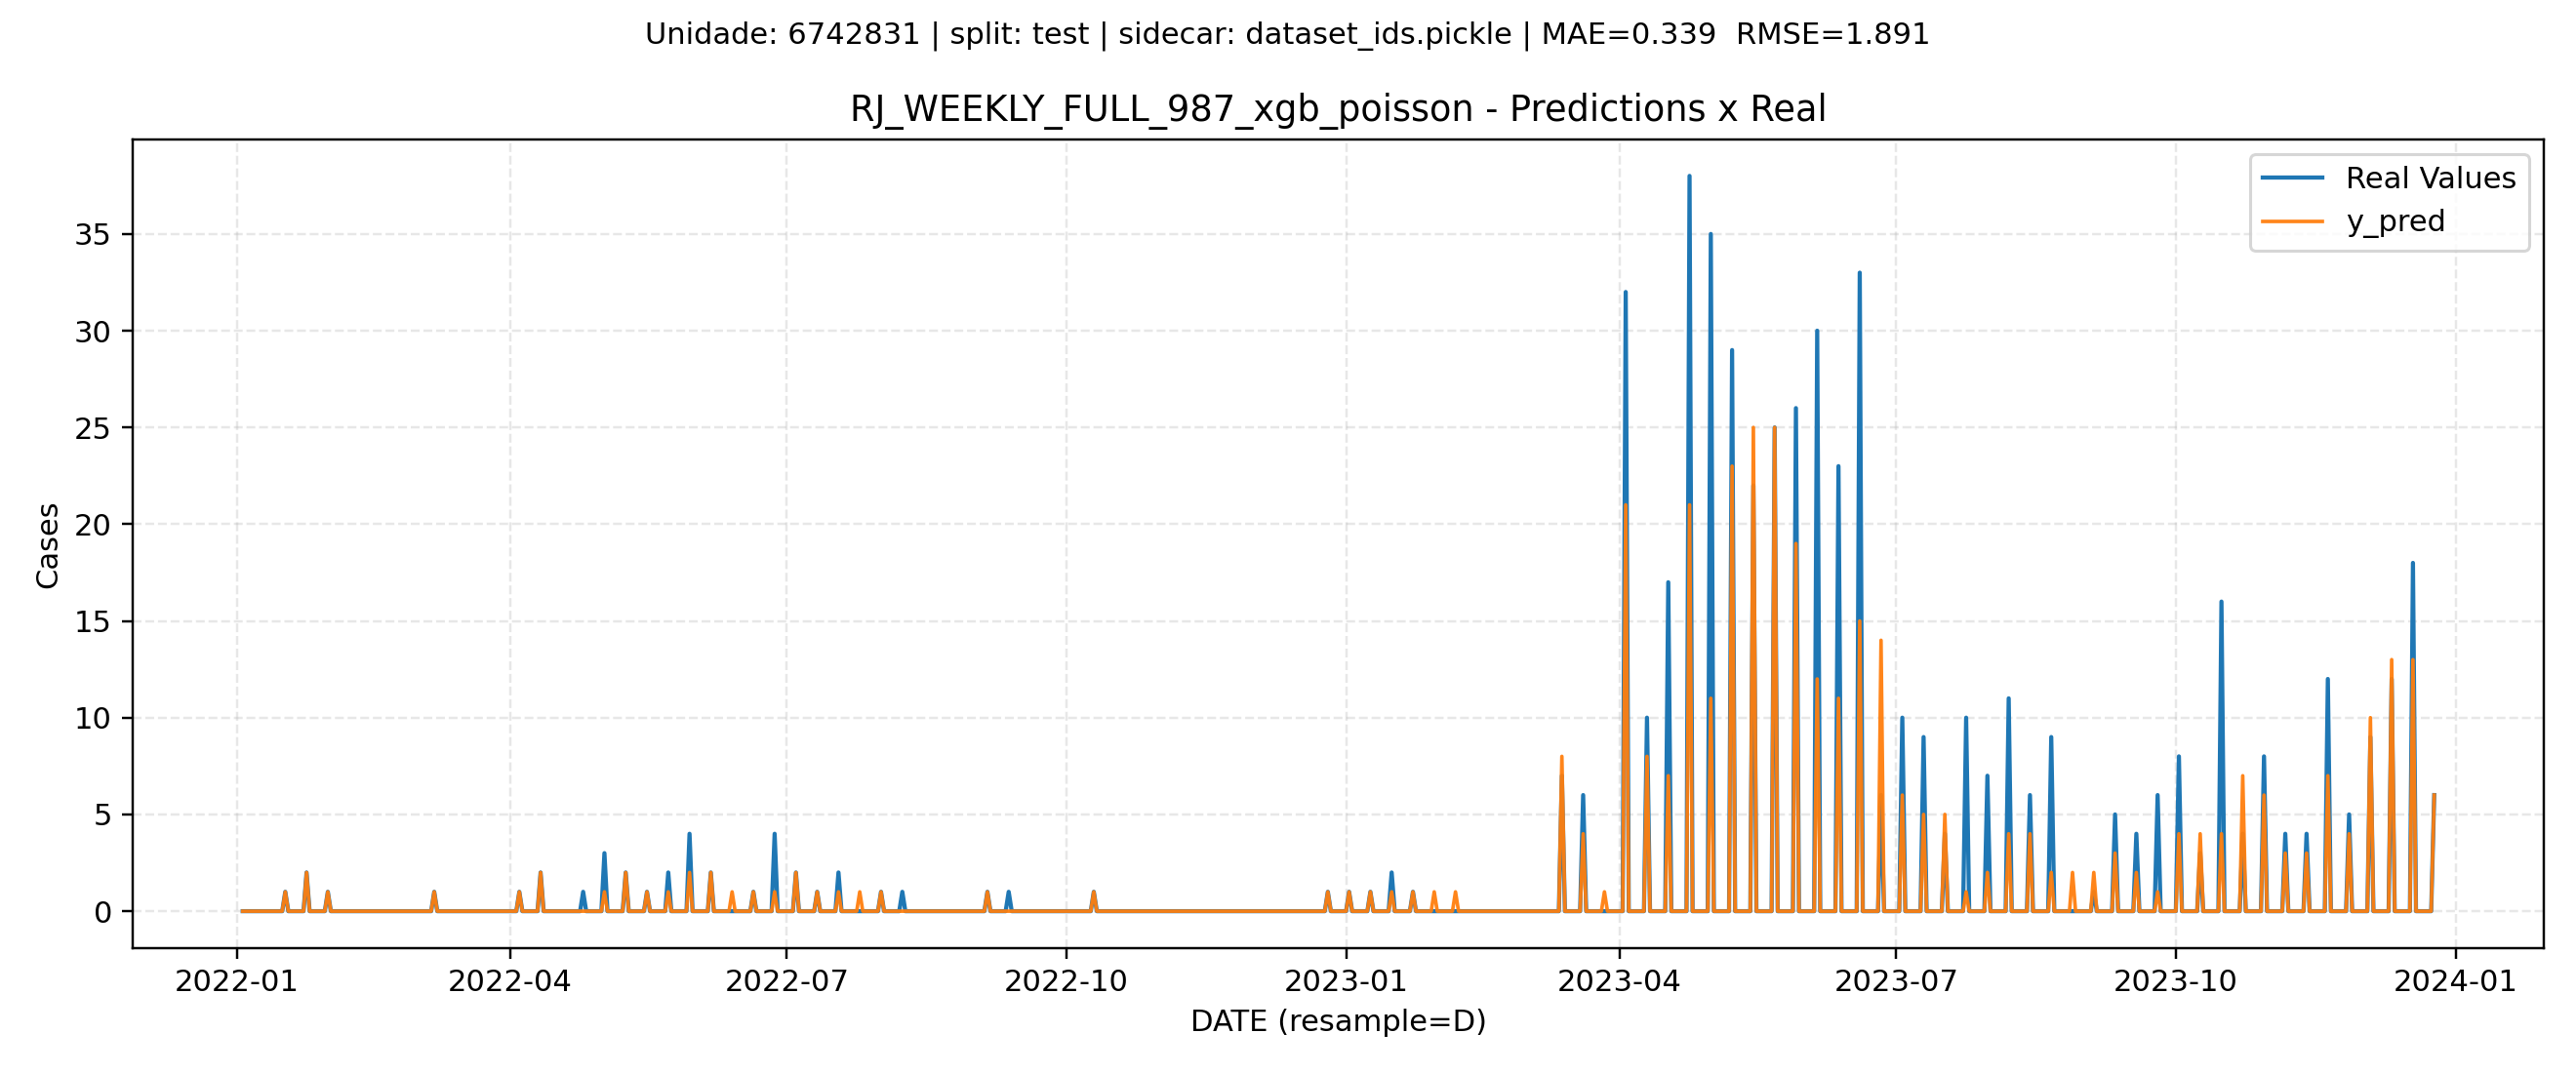 Unidade: 6742831 | split: test | sidecar: dataset_ids.pickle | MAE=0.339  RMSE=1.891
RJ_WEEKLY_FULL_987_xgb_poisson - Predictions x Real
Real Values
y_pred
Cases
35
30
25
20
15
10
5
0
2022-01
2022-04
2022-07
2022-10
2023-01
2023-04
2023-07
2023-10
2024-01
DATE (resample=D)